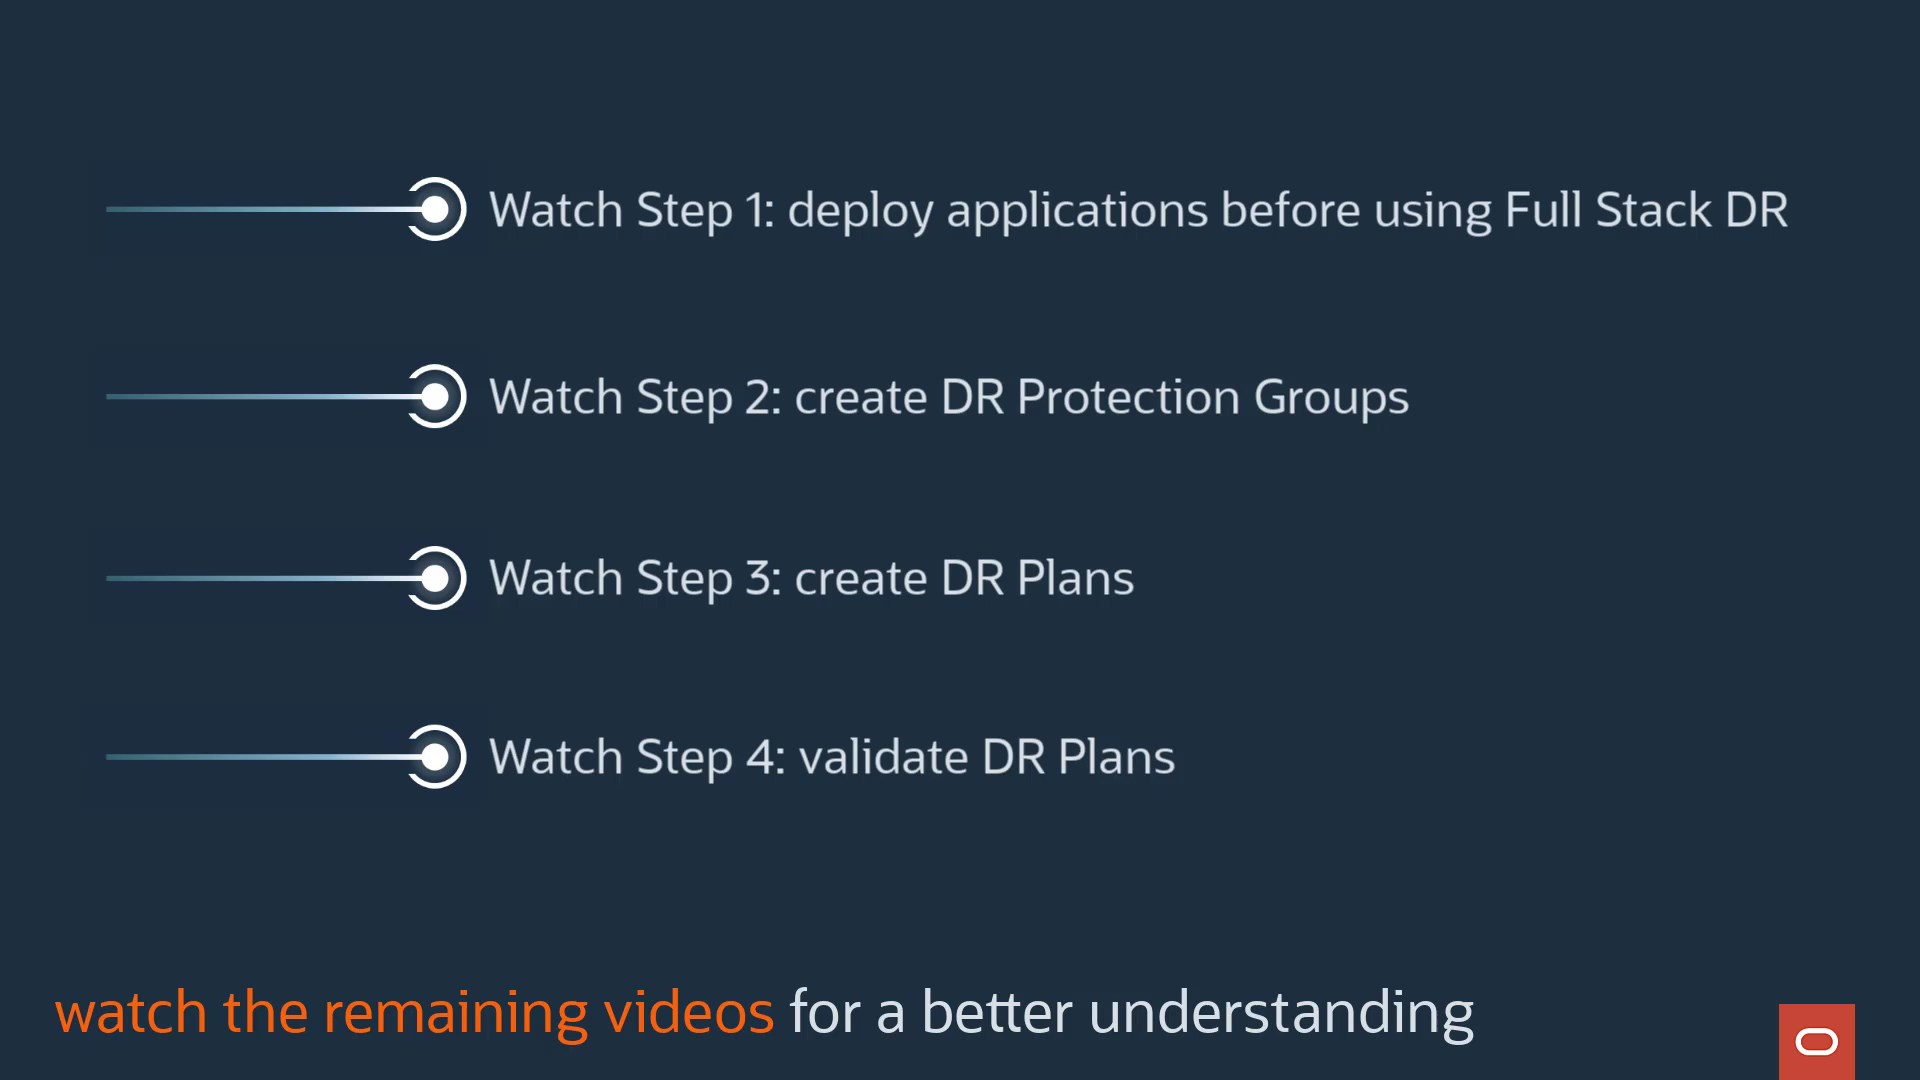 Watch Step 1: deploy applications before using Full Stack DR
Watch Step 2: create DR Protection Groups
Watch Step 3: create DR Plans
Watch Step 4: validate DR Plans
watch the remaining videos for a better understanding